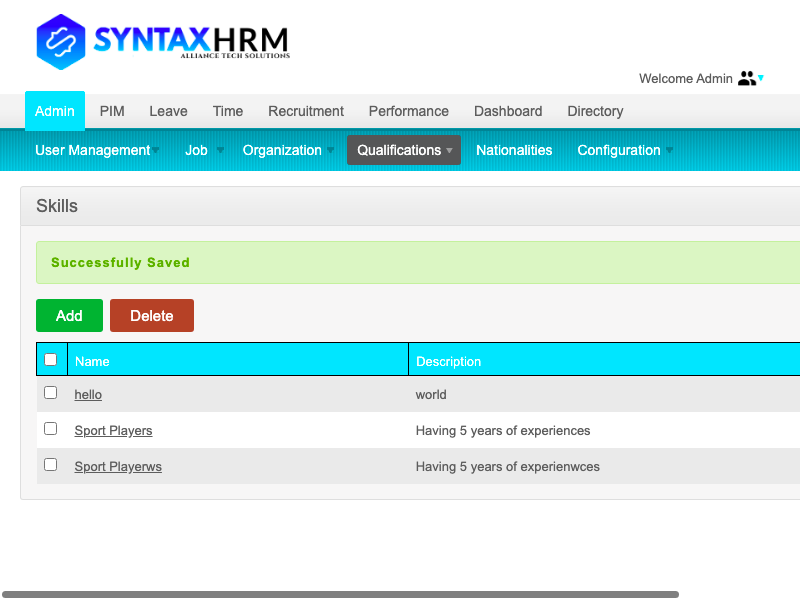 SYNTAXHRM
ALLIANCE TECH SOLUTIONS
Welcome Admin
Admin PIM Leave Time Recruitment Performance Dashboard Directory
User Management Job Organization Qualifications Nationalities Configuration
Skills
Successfully Saved
Add Delete
Name Description
hello world
Sport Players Having 5 years of experiences
Sport Playerws Having 5 years of experienwces